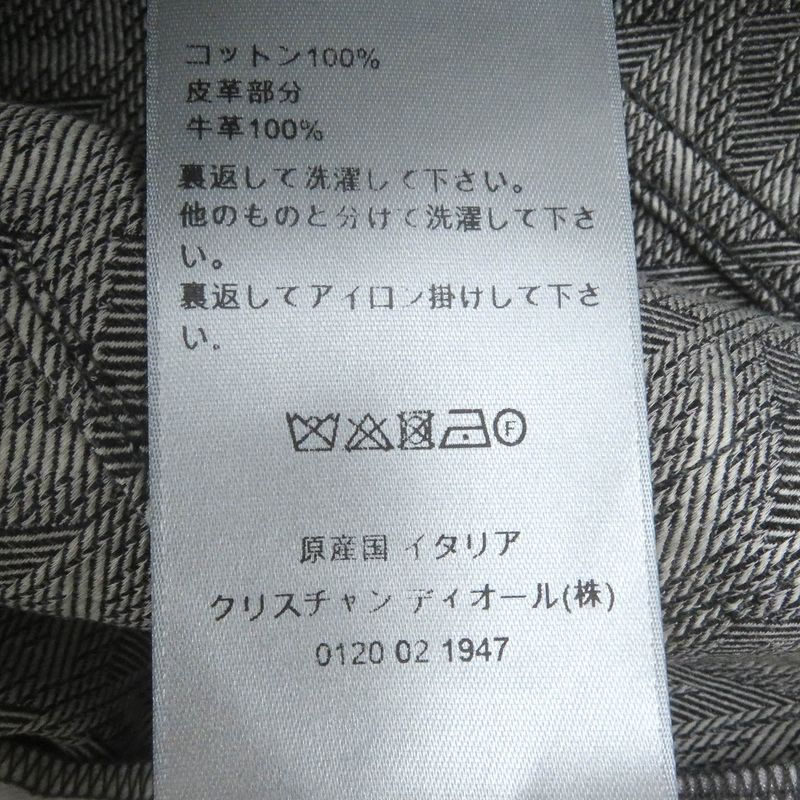 コットン100%
皮革部分
牛革100%
裏返して洗濯して下さい。
他のものと分けて洗濯して下さ
い。
裏返してアイロン掛けして下さ
い.
F
原産国 イタリア
クリスチャン ディオール(株)
0120 02 1947